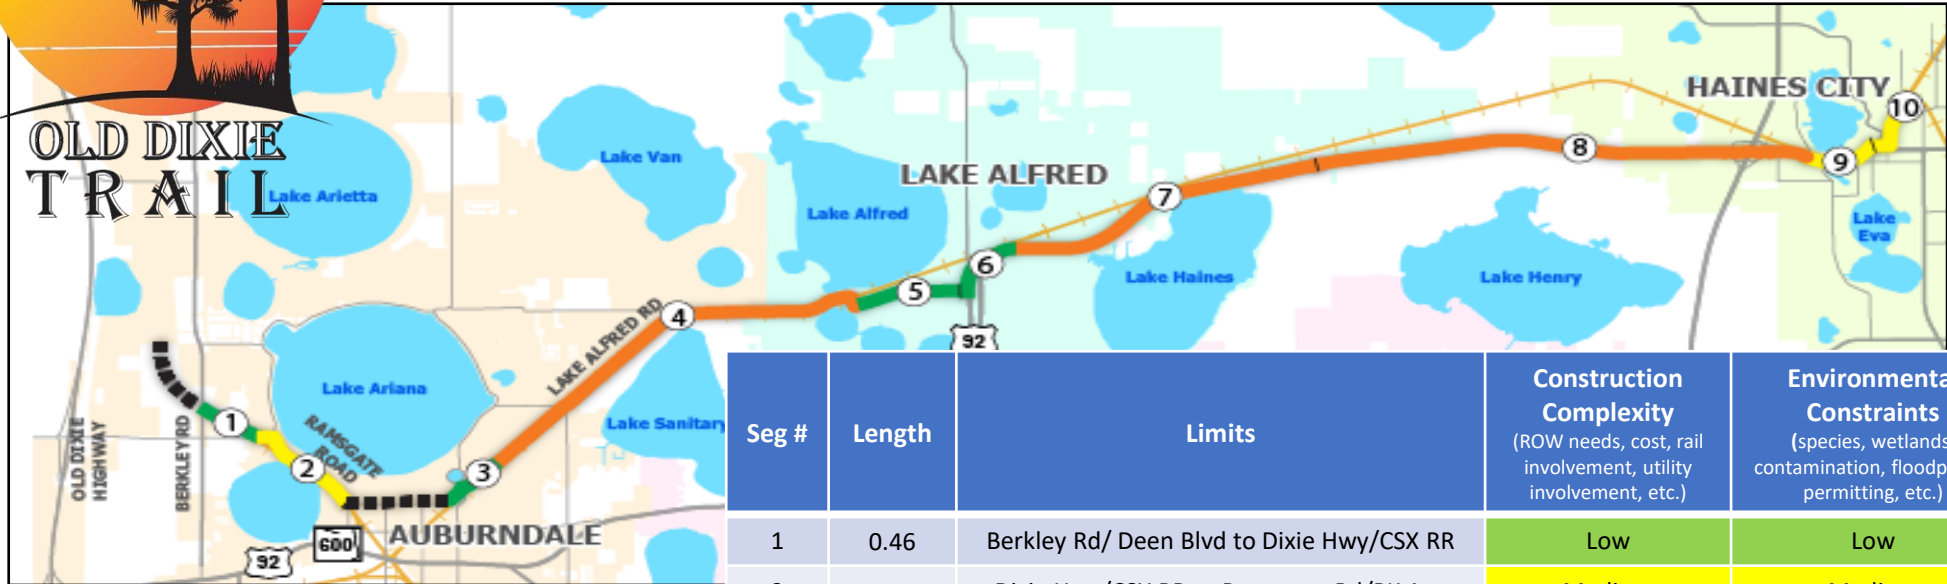 OLD DIXIE
TRAIL
Lake Arietta
Lake Van
Lake Alfred
LAKE ALFRED
HAINES CITY
10
9
8
7
6
5
4
3
2
1
Lake Eva
Lake Haines
Lake Henry
92
LAKE ALFRED RD
Lake Ariana
Lake Sanitary
RAMSGATE
ROAD
OLD DIXIE
HIGHWAY
BERKLEY RD
AUBURNDALE
600
92
Seg #
Length
Limits
Construction
Complexity
(ROW needs, cost, rail
involvement, utility
involvement, etc.)
Environmenta
Constraints
(species, wetlands
contamination, floodp
permitting, etc.)
1 0.46 Berkley Rd/ Deen Blvd to Dixie Hwy/CSX RR Low Low